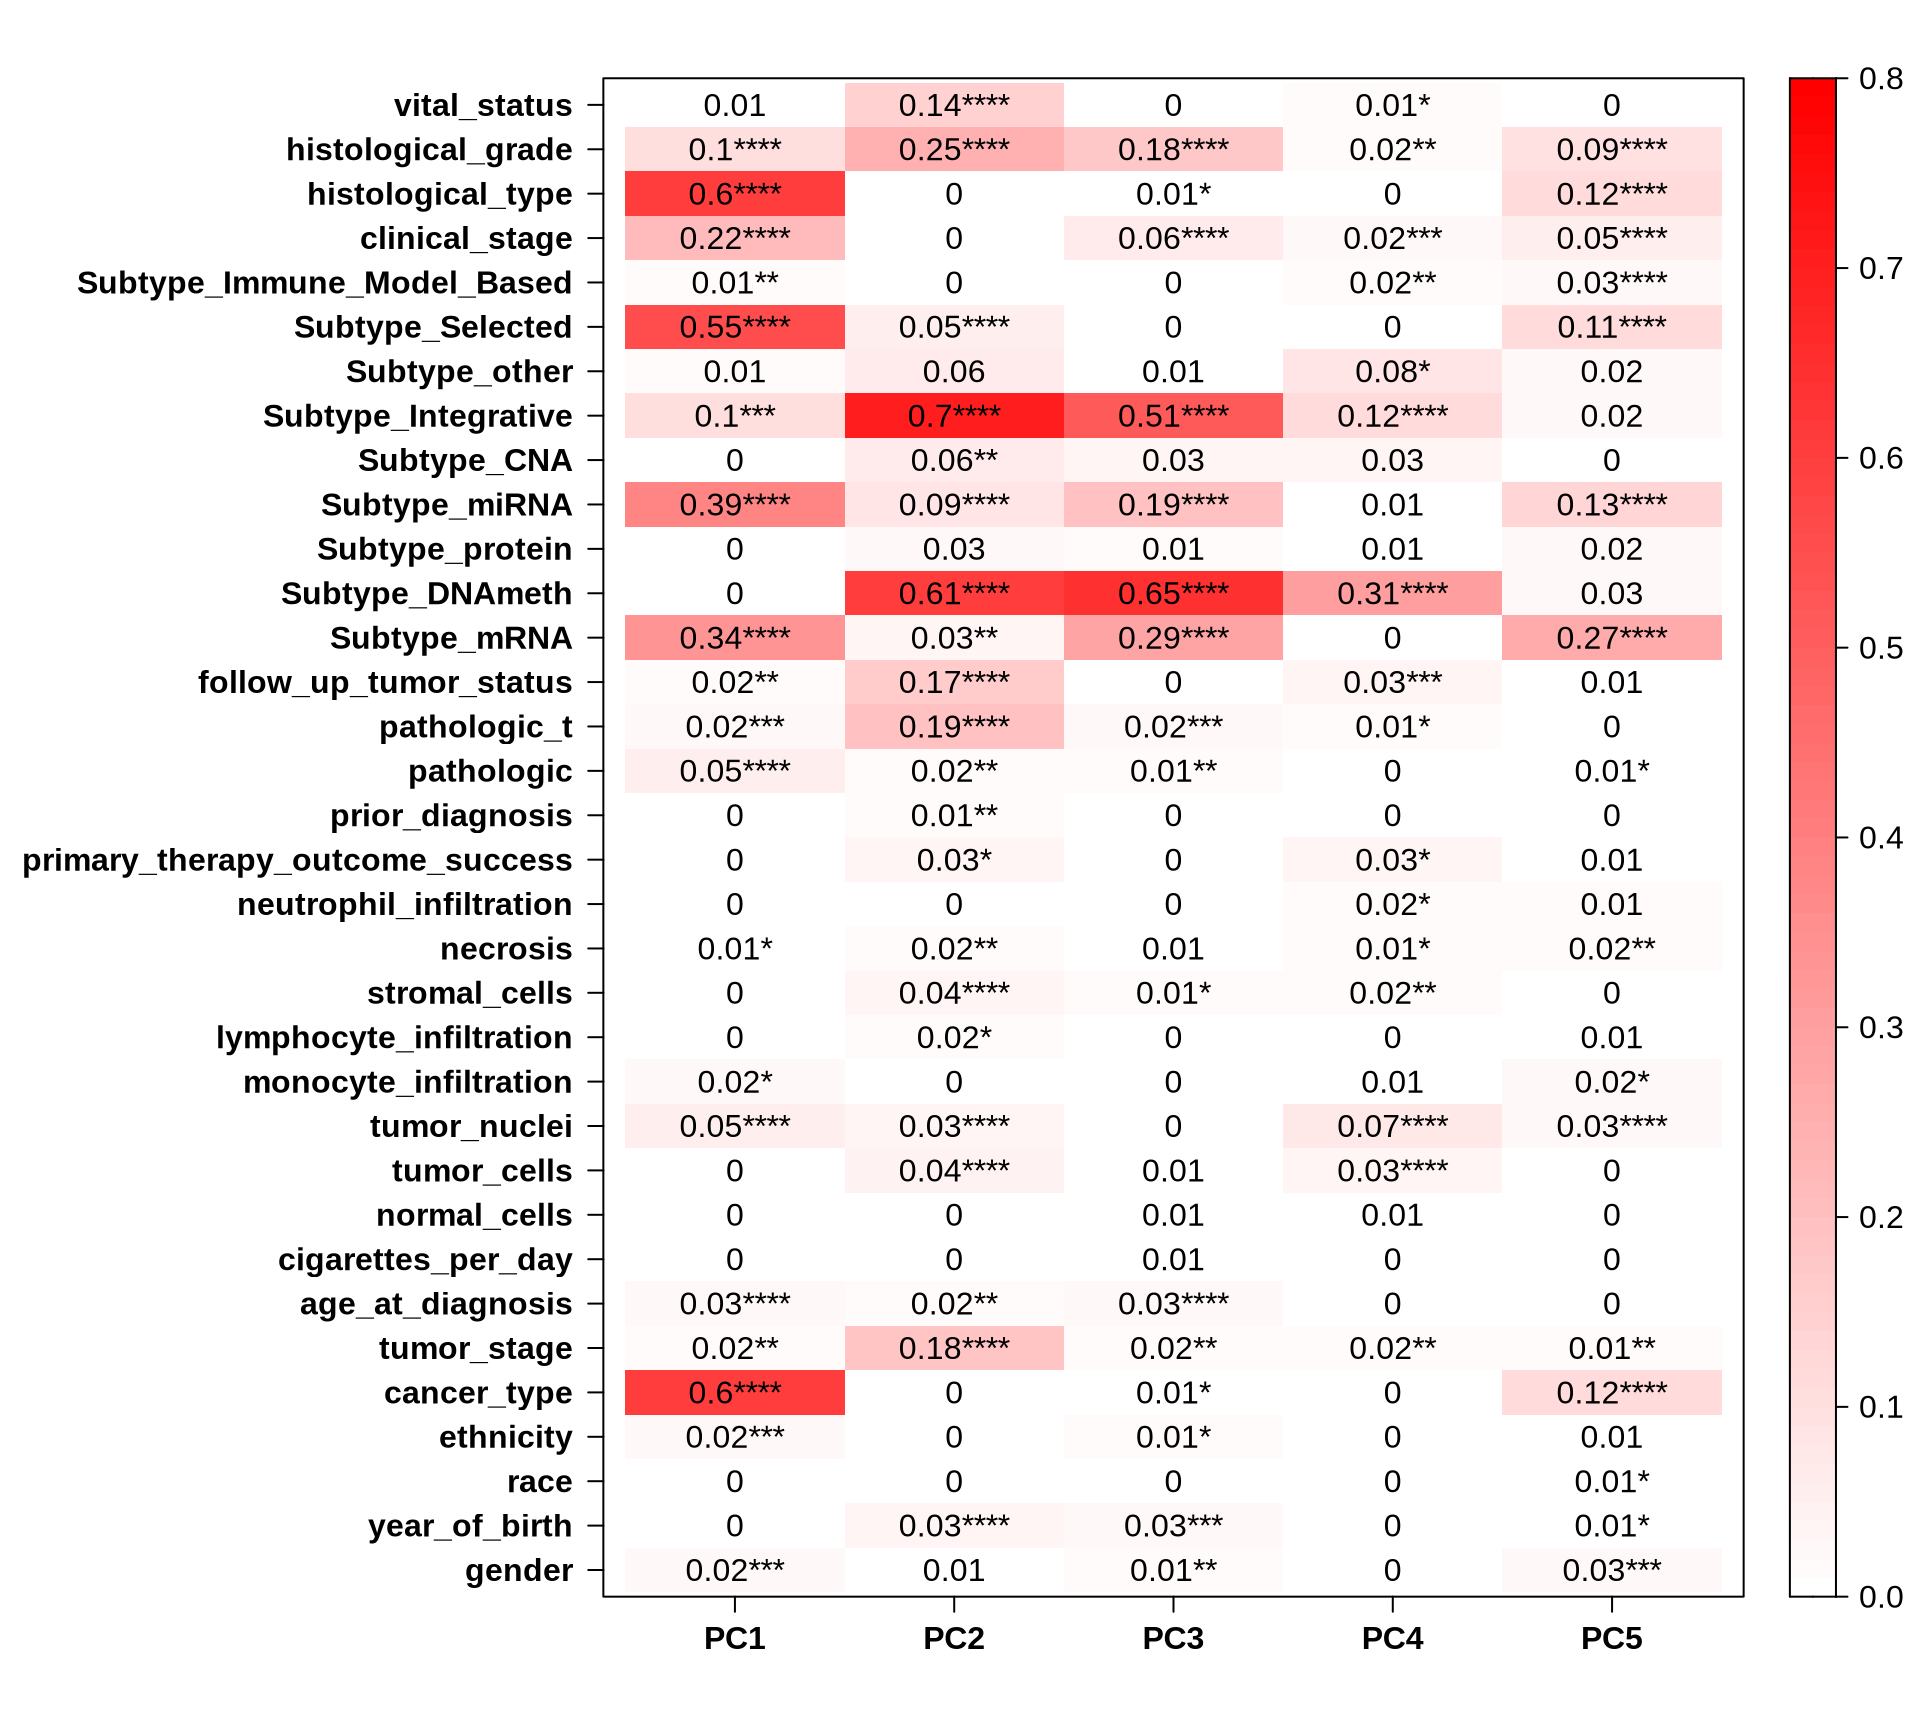 vital_status 0.01 0.14**** 0 0.01* 0
histological_grade 0.1**** 0.25**** 0.18**** 0.02** 0.09****
histological_type 0.6**** 0 0.01* 0 0.12****
clinical_stage 0.22**** 0 0.06**** 0.02*** 0.05****
Subtype_Immune_Model_Based 0.01** 0 0 0.02** 0.03****
Subtype_Selected 0.55**** 0.05**** 0 0 0.11****
Subtype_other 0.01 0.06 0.01 0.08* 0.02
Subtype_Integrative 0.1*** 0.7**** 0.51**** 0.12**** 0.02
Subtype_CNA 0 0.06** 0.03 0.03 0
Subtype_miRNA 0.39**** 0.09**** 0.19**** 0.01 0.13****
Subtype_protein 0 0.03 0.01 0.01 0.02
Subtype_DNAmeth 0 0.61**** 0.65**** 0.31**** 0.03
Subtype_mRNA 0.34**** 0.03** 0.29**** 0 0.27****
follow_up_tumor_status 0.02** 0.17**** 0 0.03*** 0.01
pathologic_t 0.02*** 0.19**** 0.02*** 0.01* 0
pathologic 0.05**** 0.02** 0.01** 0 0.01*
prior_diagnosis 0 0.01** 0 0 0
primary_therapy_outcome_success 0 0.03* 0 0.03* 0.01
neutrophil_infiltration 0 0 0 0.02* 0.01
necrosis 0.01* 0.02** 0.01 0.01* 0.02**
stromal_cells 0 0.04**** 0.01* 0.02** 0
lymphocyte_infiltration 0 0.02* 0 0 0.01
monocyte_infiltration 0.02* 0 0 0.01 0.02*
tumor_nuclei 0.05**** 0.03**** 0 0.07**** 0.03****
tumor_cells 0 0.04**** 0.01 0.03**** 0
normal_cells 0 0 0.01 0.01 0
cigarettes_per_day 0 0 0.01 0 0
age_at_diagnosis 0.03**** 0.02** 0.03**** 0 0
tumor_stage 0.02** 0.18**** 0.02** 0.02** 0.01**
cancer_type 0.6**** 0 0.01* 0 0.12****
ethnicity 0.02*** 0 0.01* 0 0.01
race 0 0 0 0 0.01*
year_of_birth 0 0.03**** 0.03*** 0 0.01*
gender 0.02*** 0.01 0.01** 0 0.03***
PC1 PC2 PC3 PC4 PC5
0.8
0.7
0.6
0.5
0.4
0.3
0.2
0.1
0.0